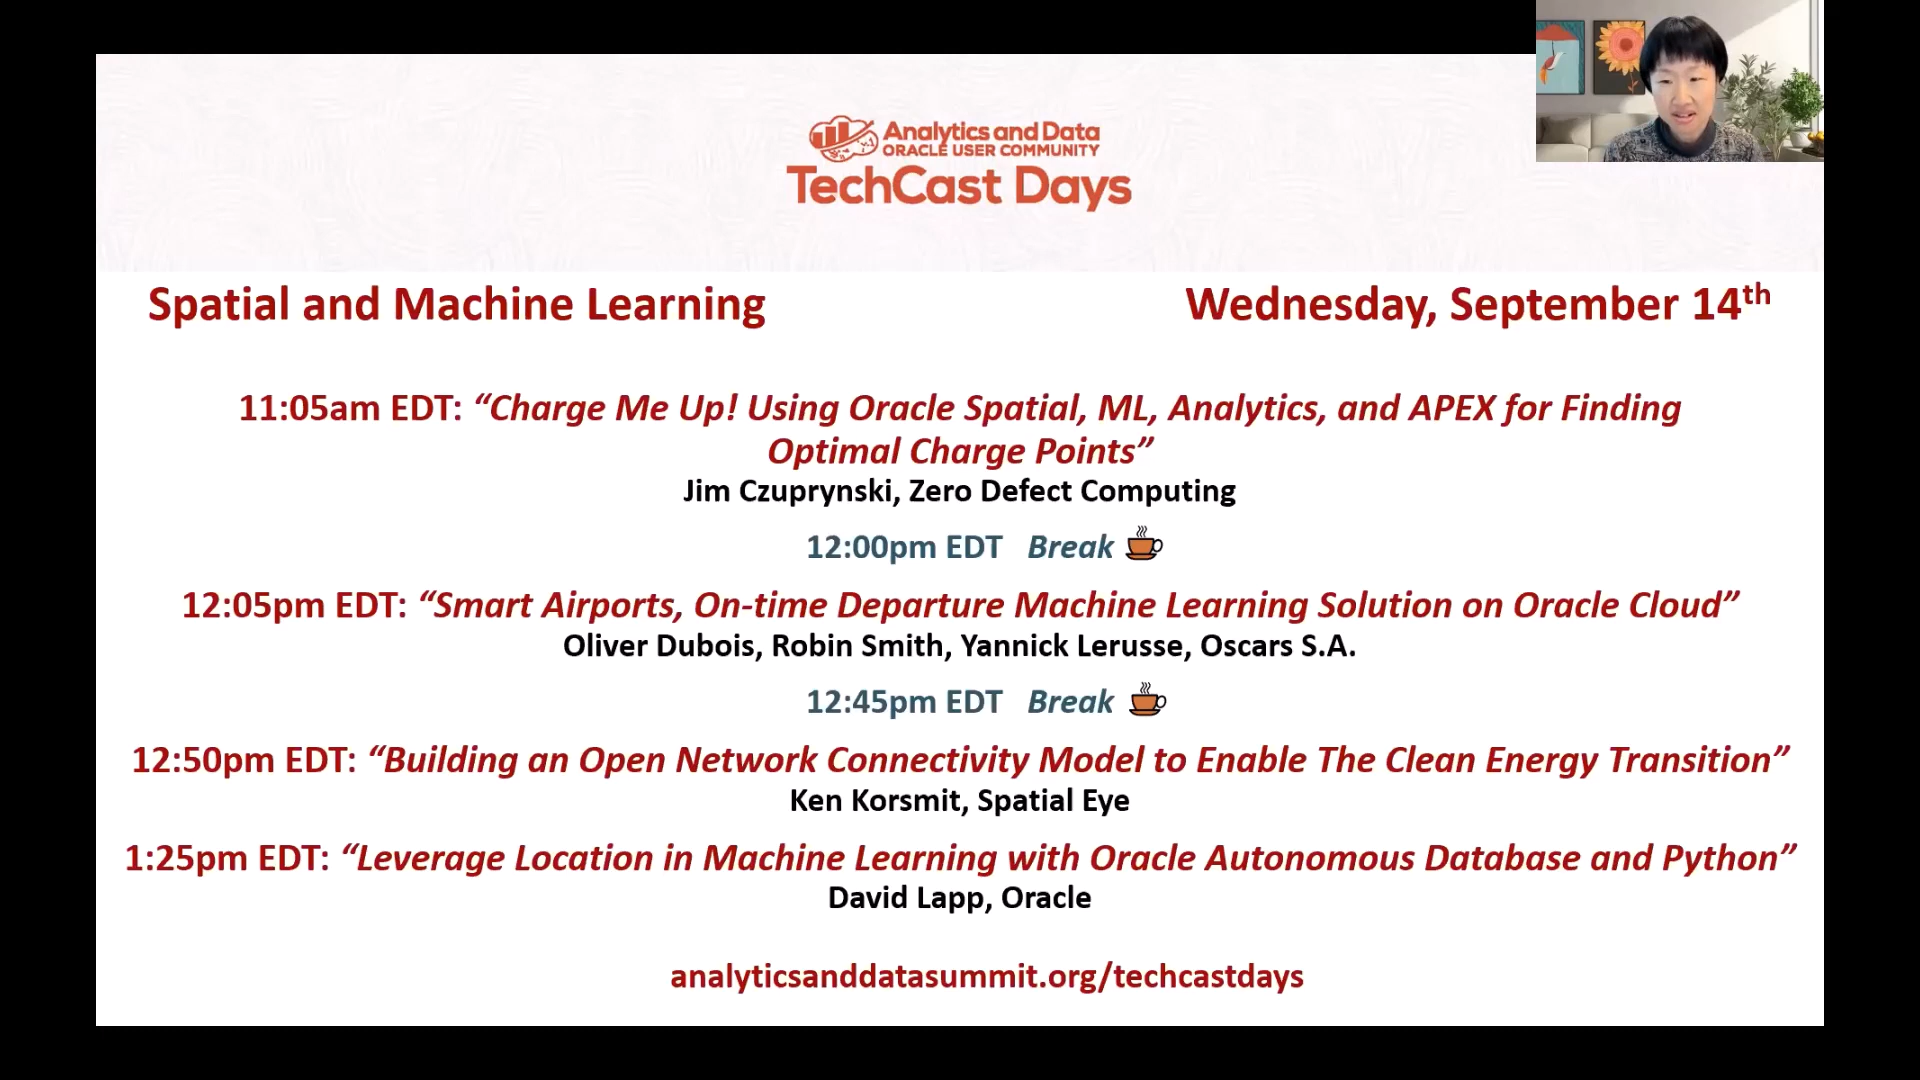 Analytics and Data
ORACLE USER COMMUNITY
TechCast Days
Spatial and Machine Learning
Wednesday, September 14th
11:05am EDT: “Charge Me Up! Using Oracle Spatial, ML, Analytics, and APEX for Finding
Optimal Charge Points”
Jim Czuprynski, Zero Defect Computing
12:00pm EDT Break
12:05pm EDT: “Smart Airports, On-time Departure Machine Learning Solution on Oracle Cloud”
Oliver Dubois, Robin Smith, Yannick Lerusse, Oscars S.A.
12:45pm EDT Break
12:50pm EDT: “Building an Open Network Connectivity Model to Enable The Clean Energy Transition”
Ken Korsmit, Spatial Eye
1:25pm EDT: “Leverage Location in Machine Learning with Oracle Autonomous Database and Python”
David Lapp, Oracle
analyticsanddatasummit.org/techcastdays